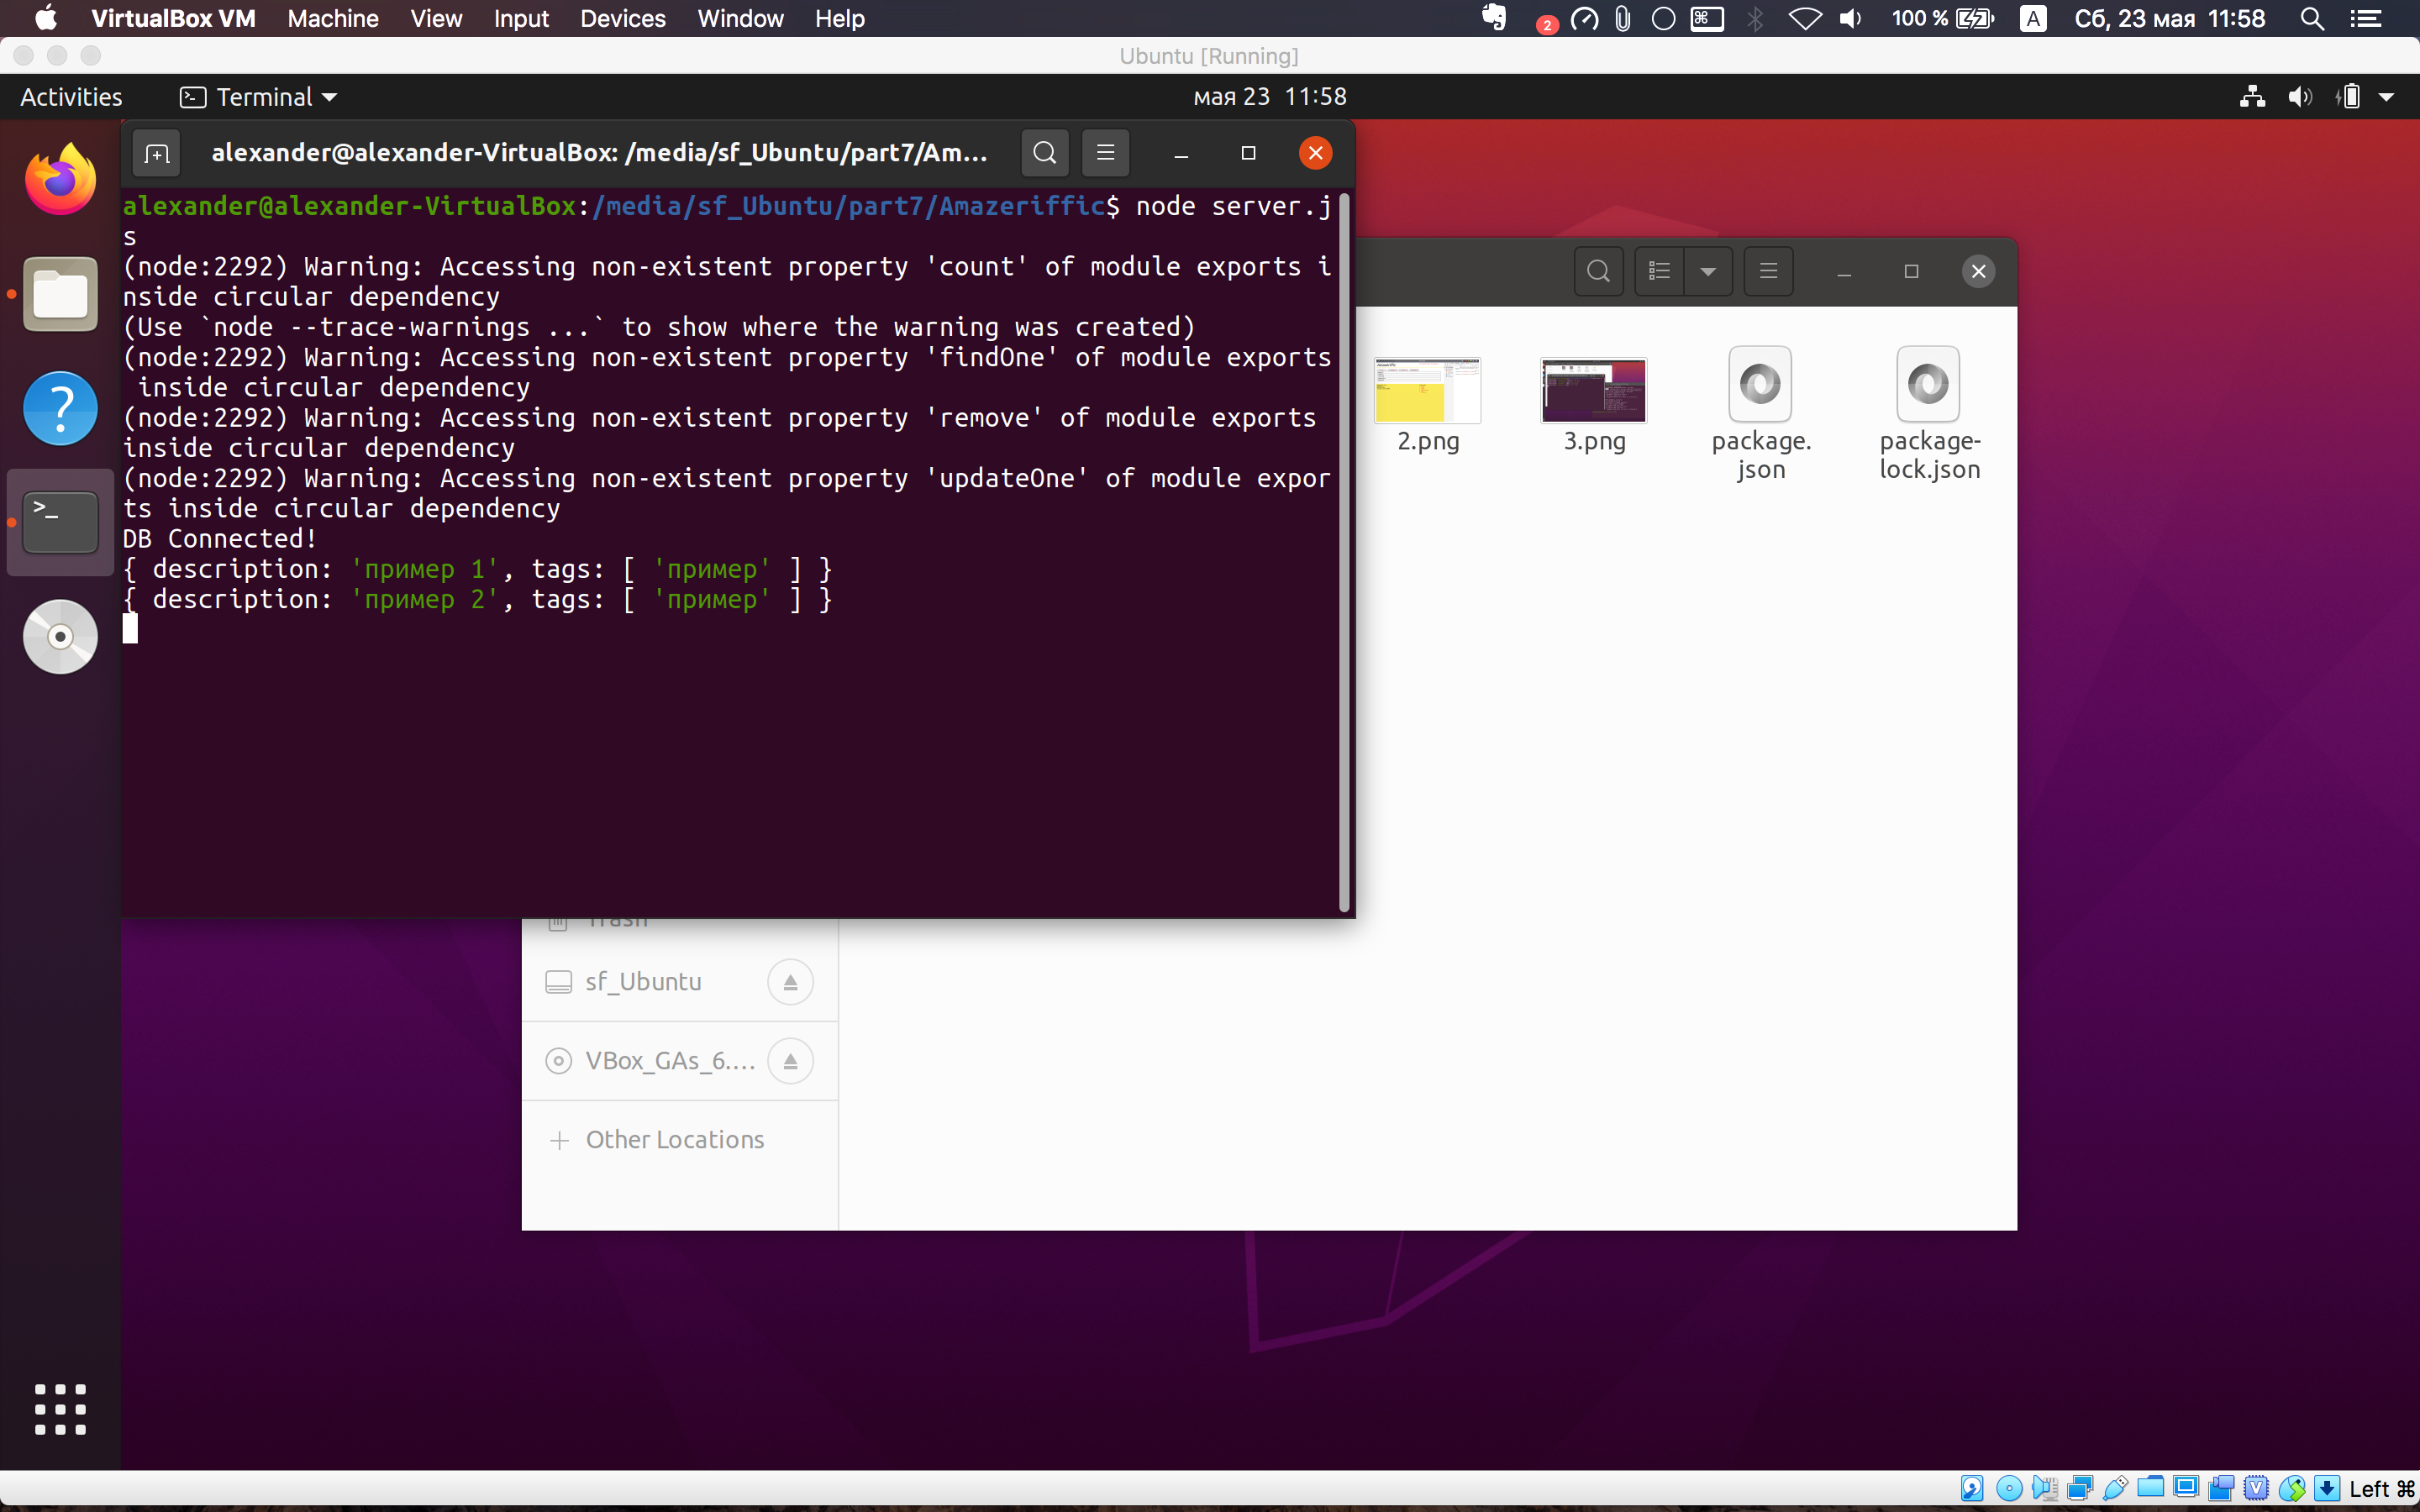 VirtualBox VM Machine View Input Devices Window Help 2 100 % A Сб, 23 мая 11:58
Ubuntu [Running]
Activities Terminal мая 23 11:58
alexander@alexander-VirtualBox: /media/sf_Ubuntu/part7/Am...
alexander@alexander-VirtualBox:/media/sf_Ubuntu/part7/Amazeriffic$ node server.j
s
(node:2292) Warning: Accessing non-existent property 'count' of module exports i
nside circular dependency
(Use `node --trace-warnings ...` to show where the warning was created)
(node:2292) Warning: Accessing non-existent property 'findOne' of module exports
 inside circular dependency
(node:2292) Warning: Accessing non-existent property 'remove' of module exports
inside circular dependency
(node:2292) Warning: Accessing non-existent property 'updateOne' of module expor
ts inside circular dependency
DB Connected!
{ description: 'пример 1', tags: [ 'пример' ] }
{ description: 'пример 2', tags: [ 'пример' ] }
2.png
3.png
package.
json
package-
lock.json
Trash
sf_Ubuntu
VBox_GAs_6....
Other Locations
Left ⌘